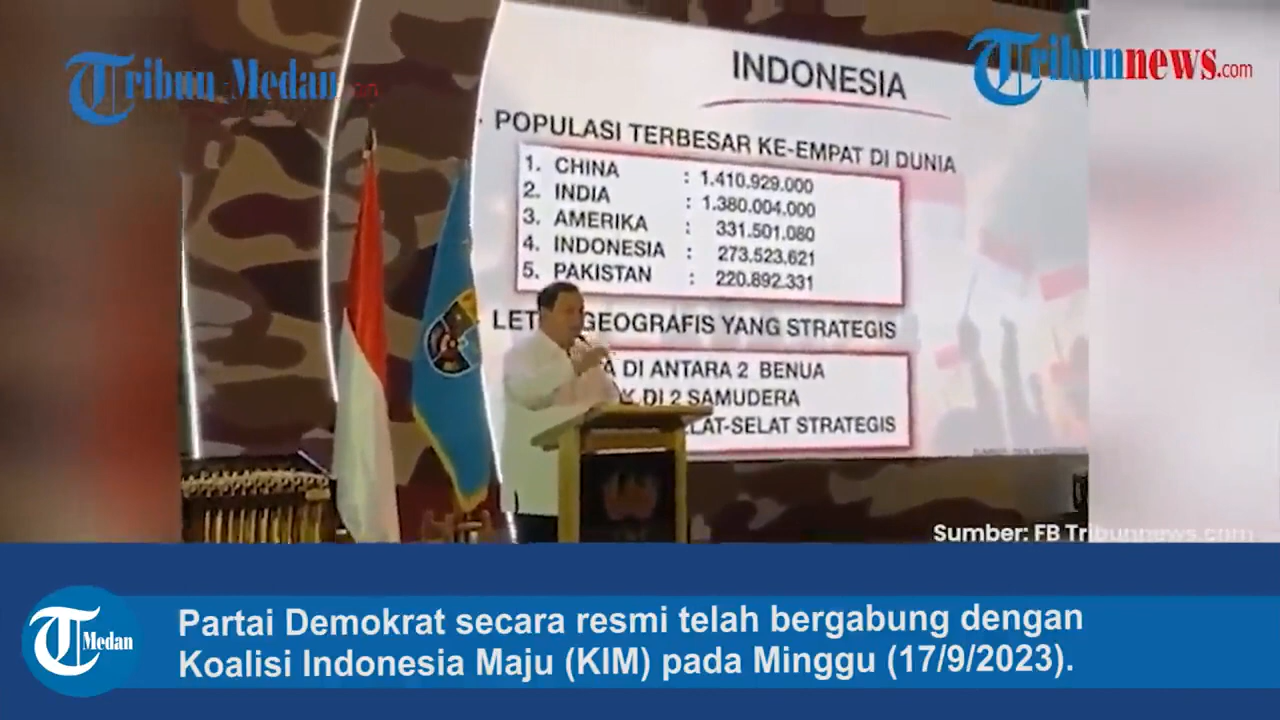 Tribun Medan
Tribunnews.com
INDONESIA
POPULASI TERBESAR KE-EMPAT DI DUNIA
1. CHINA : 1.410.929.000
2. INDIA : 1.380.004.000
3. AMERIKA : 331.501.080
4. INDONESIA : 273.523.621
5. PAKISTAN : 220.892.331
GEOGRAFIS YANG STRATEGIS
DI ANTARA 2 BENUA
DI 2 SAMUDERA
STRATEGIS
Sumber: FB Tribunnews.com
T Medan
Partai Demokrat secara resmi telah bergabung dengan
Koalisi Indonesia Maju (KIM) pada Minggu (17/9/2023).